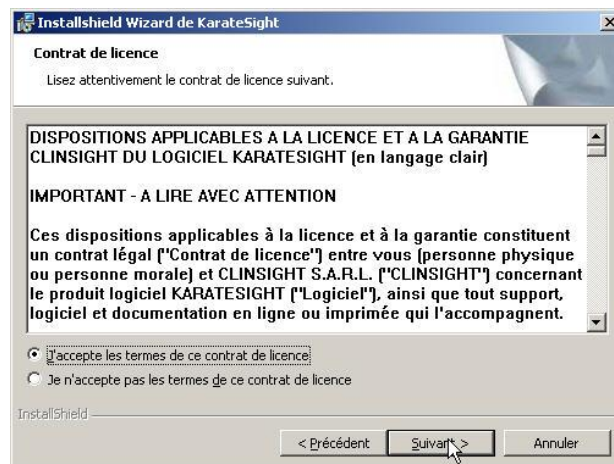 Installshield Wizard de KarateSight
Contrat de licence
Lisez attentivement le contrat de licence suivant.
DISPOSITIONS APPLICABLES A LA LICENCE ET A LA GARANTIE
CLINSIGHT DU LOGICIEL KARATESIGHT (en langage clair)
IMPORTANT - A LIRE AVEC ATTENTION
Ces dispositions applicables à la licence et à la garantie constituent
un contrat légal ("Contrat de licence") entre vous (personne physique
ou personne morale) et CLINSIGHT S.A.R.L. ("CLINSIGHT") concernant
le produit logiciel KARATESIGHT ("Logiciel"), ainsi que tout support,
logiciel et documentation en ligne ou imprimée qui l'accompagnent.
J'accepte les termes de ce contrat de licence
Je n'accepte pas les termes de ce contrat de licence
InstallShield
< Précédent
Suivant >
Annuler